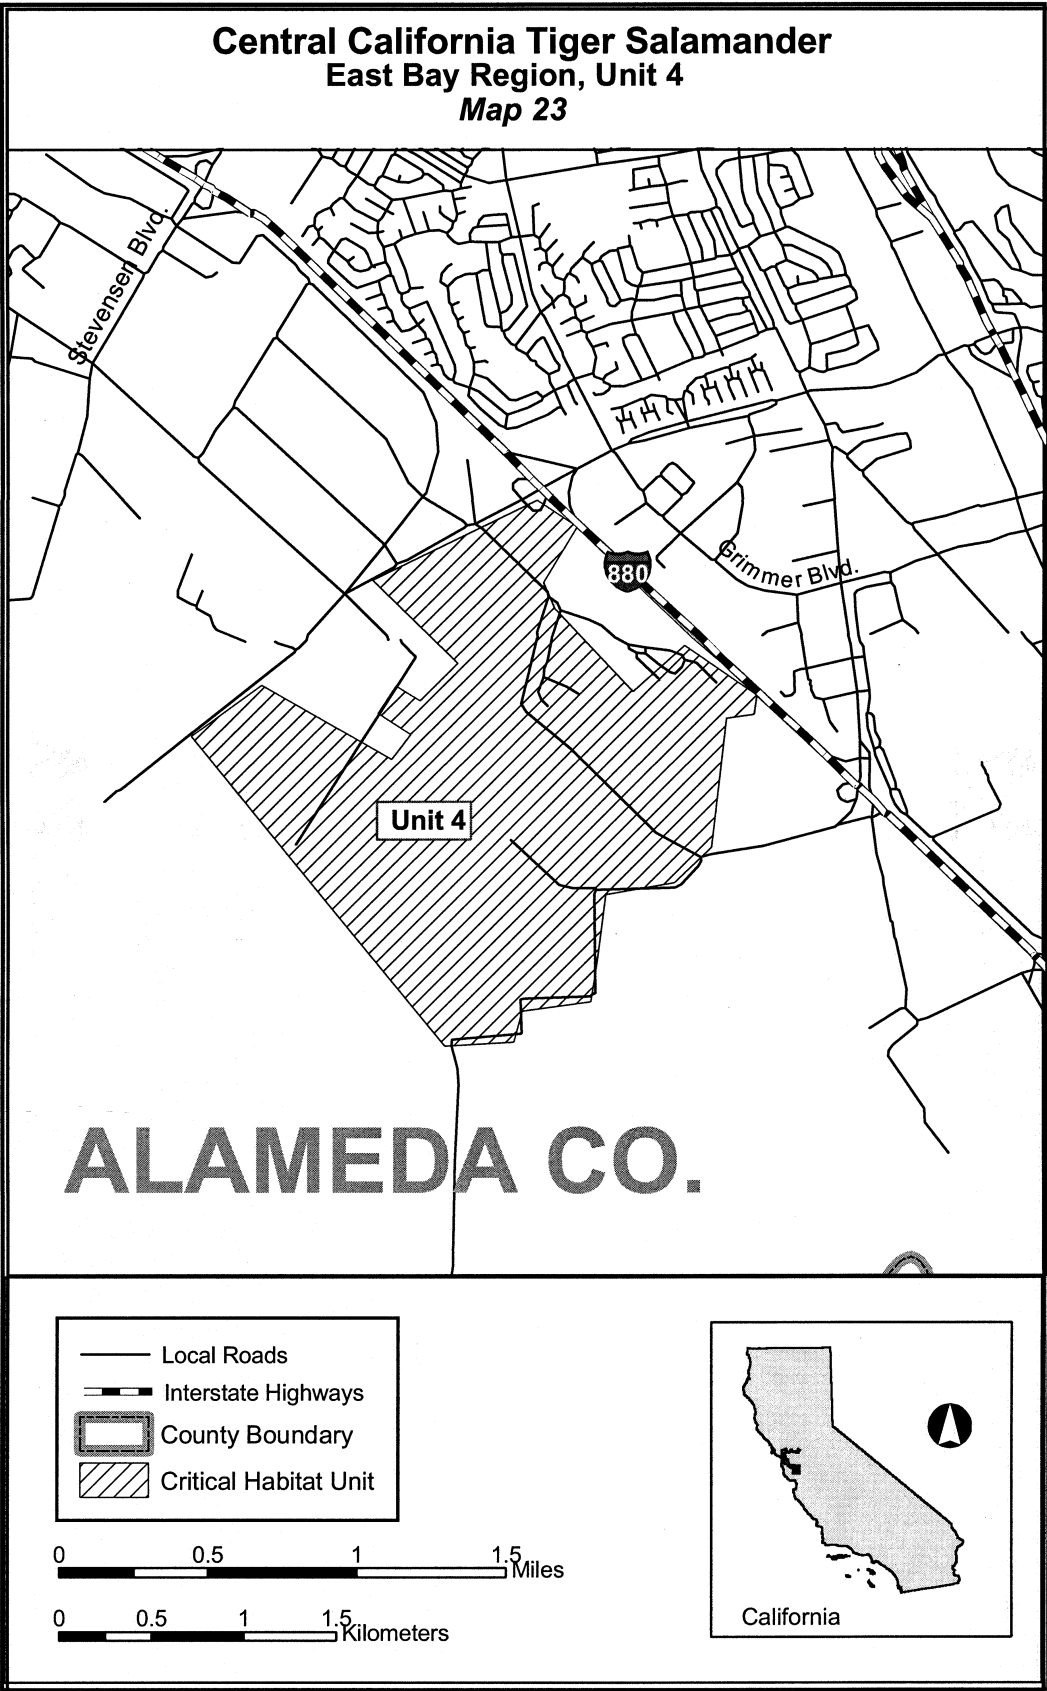 Central California Tiger Salamander
East Bay Region, Unit 4
Map 23
Stevensen Blvd.
880
Grimmer Blvd.
Unit 4
ALAMEDA CO.
Local Roads
Interstate Highways
County Boundary
Critical Habitat Unit
0 0.5 1 1.5 Miles
0 0.5 1 1.5 Kilometers
California